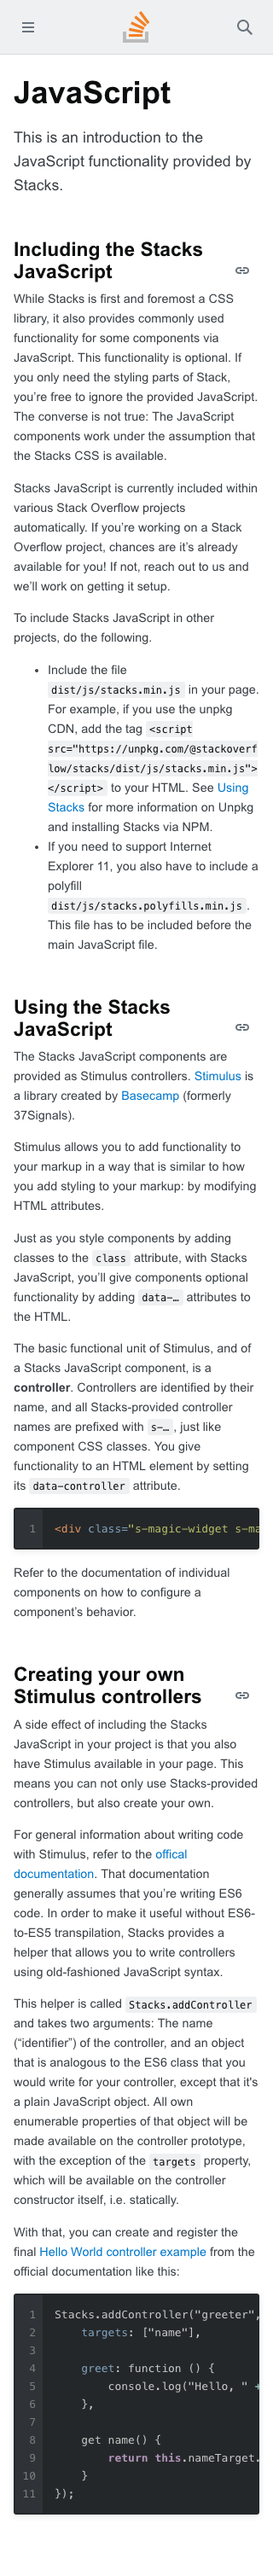 JavaScript
This is an introduction to the
JavaScript functionality provided by
Stacks.
Including the Stacks
JavaScript
While Stacks is first and foremost a CSS
library, it also provides commonly used
functionality for some components via
JavaScript. This functionality is optional. If
you only need the styling parts of Stack,
you’re free to ignore the provided JavaScript.
The converse is not true: The JavaScript
components work under the assumption that
the Stacks CSS is available.
Stacks JavaScript is currently included within
various Stack Overflow projects
automatically. If you’re working on a Stack
Overflow project, chances are it’s already
available for you! If not, reach out to us and
we’ll work on getting it setup.
To include Stacks JavaScript in other
projects, do the following.
• Include the file
dist/js/stacks.min.js in your page.
For example, if you use the unpkg
CDN, add the tag <script
src="https://unpkg.com/@stackoverf
low/stacks/dist/js/stacks.min.js">
</script> to your HTML. See Using
Stacks for more information on Unpkg
and installing Stacks via NPM.
• If you need to support Internet
Explorer 11, you also have to include a
polyfill
dist/js/stacks.polyfills.min.js.
This file has to be included before the
main JavaScript file.
Using the Stacks
JavaScript
The Stacks JavaScript components are
provided as Stimulus controllers. Stimulus is
a library created by Basecamp (formerly
37Signals).
Stimulus allows you to add functionality to
your markup in a way that is similar to how
you add styling to your markup: by modifying
HTML attributes.
Just as you style components by adding
classes to the class attribute, with Stacks
JavaScript, you’ll give components optional
functionality by adding data-… attributes to
the HTML.
The basic functional unit of Stimulus, and of
a Stacks JavaScript component, is a
controller. Controllers are identified by their
name, and all Stacks-provided controller
names are prefixed with s-…, just like
component CSS classes. You give
functionality to an HTML element by setting
its data-controller attribute.
1 <div class="s-magic-widget s-ma
Refer to the documentation of individual
components on how to configure a
component’s behavior.
Creating your own
Stimulus controllers
A side effect of including the Stacks
JavaScript in your project is that you also
have Stimulus available in your page. This
means you can not only use Stacks-provided
controllers, but also create your own.
For general information about writing code
with Stimulus, refer to the offical
documentation. That documentation
generally assumes that you’re writing ES6
code. In order to make it useful without ES6-
to-ES5 transpilation, Stacks provides a
helper that allows you to write controllers
using old-fashioned JavaScript syntax.
This helper is called Stacks.addController
and takes two arguments: The name
(“identifier”) of the controller, and an object
that is analogous to the ES6 class that you
would write for your controller, except that it's
a plain JavaScript object. All own
enumerable properties of that object will be
made available on the controller prototype,
with the exception of the targets property,
which will be available on the controller
constructor itself, i.e. statically.
With that, you can create and register the
final Hello World controller example from the
official documentation like this:
1 Stacks.addController("greeter",
2 targets: ["name"],
3
4 greet: function () {
5 console.log("Hello, " +
6 },
7
8 get name() {
9 return this.nameTarget.
10 }
11 });